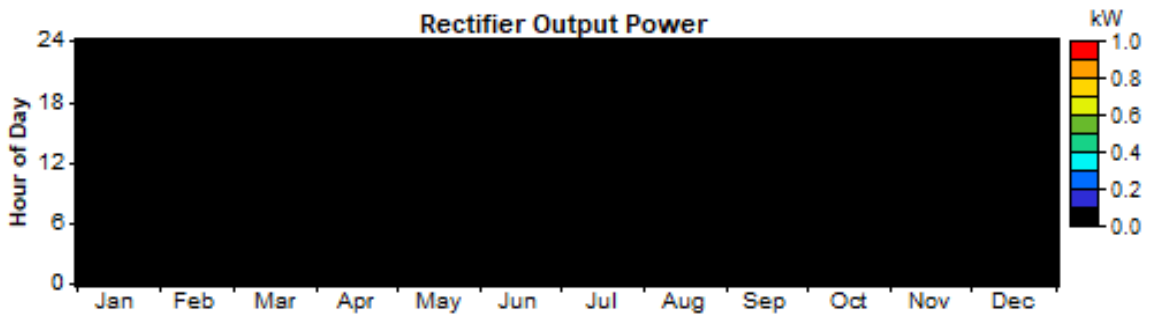 Rectifier Output Power
kW
24
18
12
6
0
Hour of Day
Jan Feb Mar Apr May Jun Jul Aug Sep Oct Nov Dec
1.0
0.8
0.6
0.4
0.2
0.0